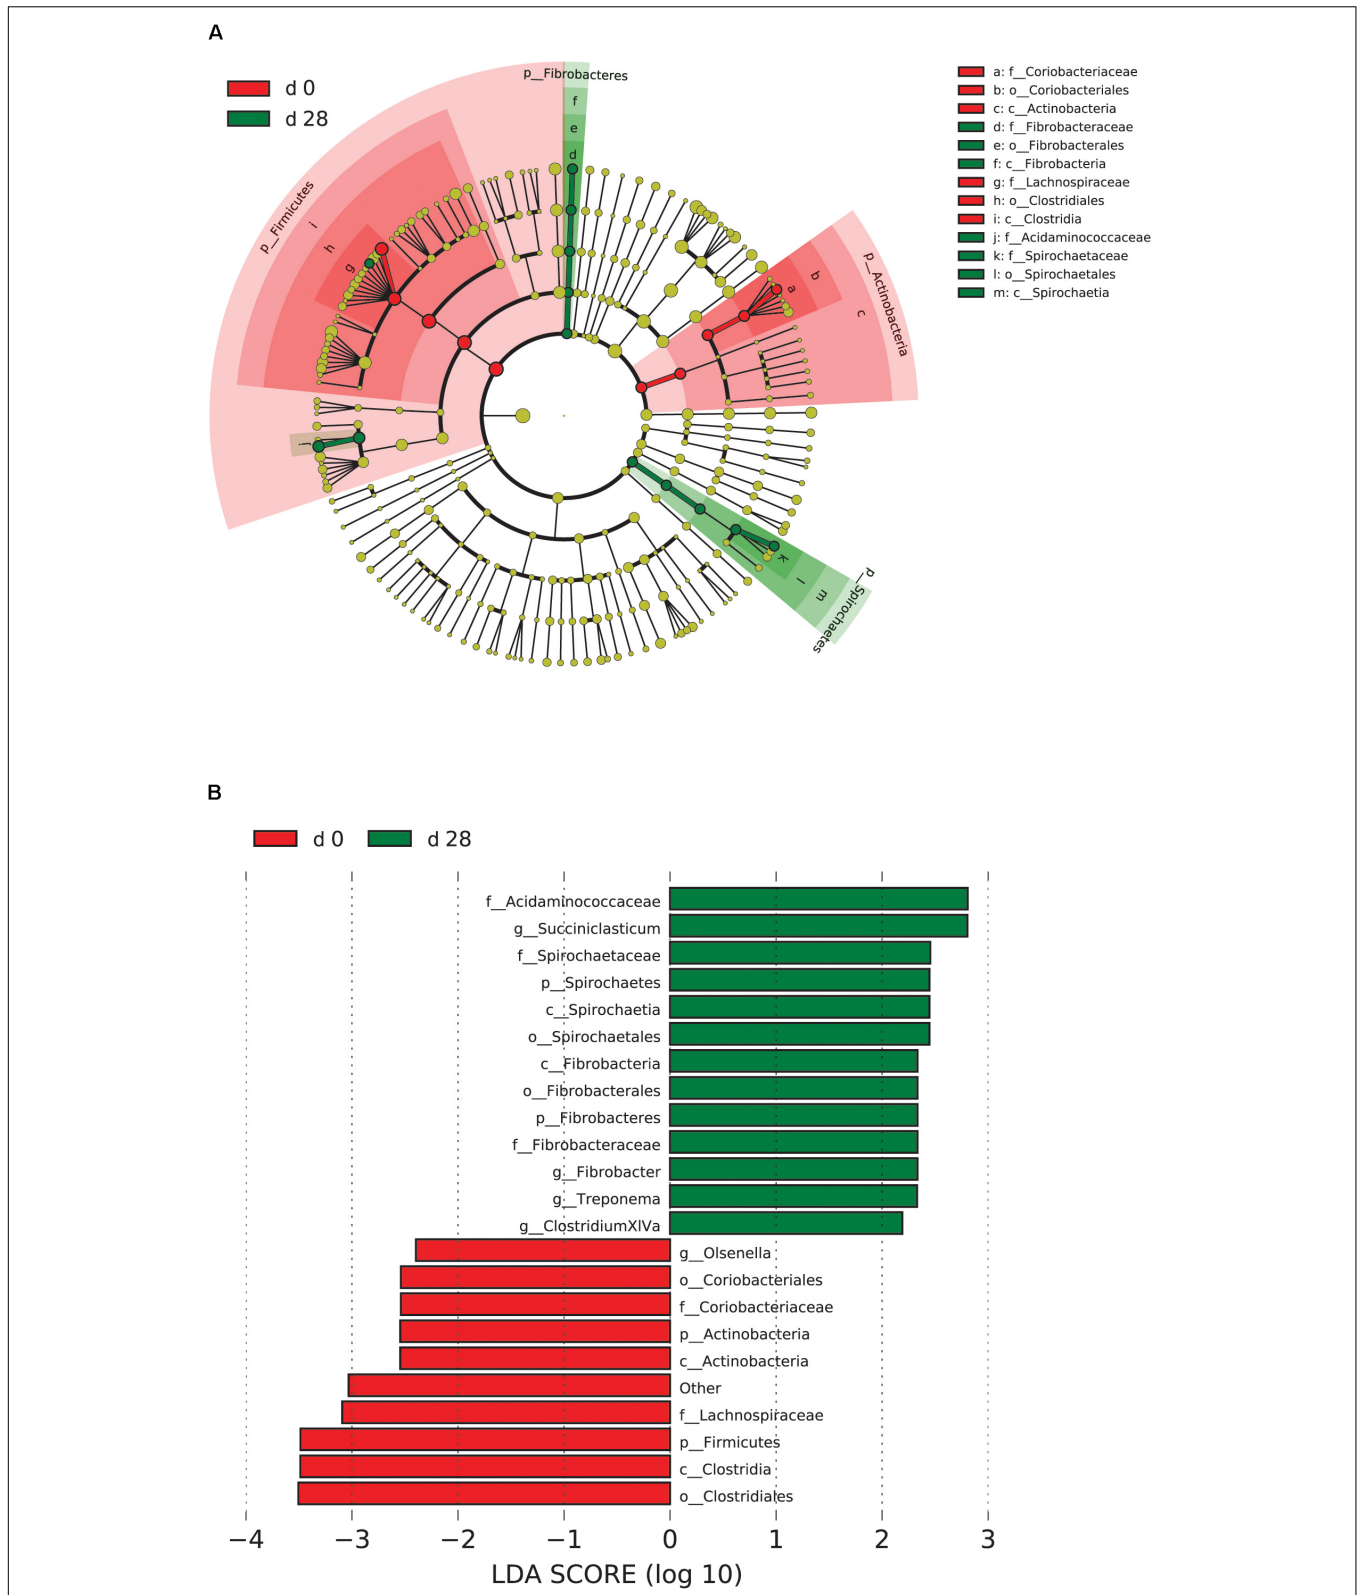 A
d 0
d 28
p__Fibrobacteres
f
e
d
p__Firmicutes
i
h
g
j
p__Actinobacteria
c
b
a
k
l
m
p__Spirochaetes
a: f__Coriobacteriaceae
b: o__Coriobacteriales
c: c__Actinobacteria
d: f__Fibrobacteraceae
e: o__Fibrobacterales
f: c__Fibrobacteria
g: f__Lachnospiraceae
h: o__Clostridiales
i: c__Clostridia
j: f__Acidaminococcaceae
k: f__Spirochaetaceae
l: o__Spirochaetales
m: c__Spirochaetia
B
d 0 d 28
f__Acidaminococcaceae
g__Succiniclasticum
f__Spirochaetaceae
p__Spirochaetes
c__Spirochaetia
o__Spirochaetales
c__Fibrobacteria
o__Fibrobacterales
p__Fibrobacteres
f__Fibrobacteraceae
g__Fibrobacter
g__Treponema
g__ClostridiumXlVa
g__Olsenella
o__Coriobacteriales
f__Coriobacteriaceae
p__Actinobacteria
c__Actinobacteria
Other
f__Lachnospiraceae
p__Firmicutes
c__Clostridia
o__Clostridiales
−4 −3 −2 −1 0 1 2 3
LDA SCORE (log 10)